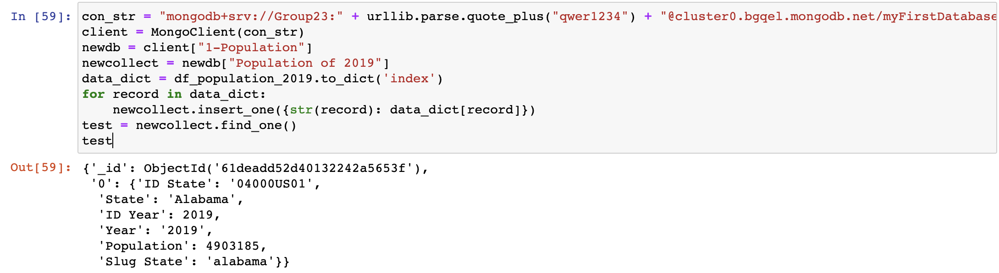 In [59]: con_str = "mongodb+srv://Group23:" + urllib.parse.quote_plus("qwer1234") + "@cluster0.bgqel.mongodb.net/myFirstDatabase
client = MongoClient(con_str)
newdb = client["1-Population"]
newcollect = newdb["Population of 2019"]
data_dict = df_population_2019.to_dict('index')
for record in data_dict:
    newcollect.insert_one({str(record): data_dict[record]})
test = newcollect.find_one()
test
Out[59]: {'_id': ObjectId('61deadd52d40132242a5653f'),
 '0': {'ID State': '04000US01',
  'State': 'Alabama',
  'ID Year': 2019,
  'Year': '2019',
  'Population': 4903185,
  'Slug State': 'alabama'}}